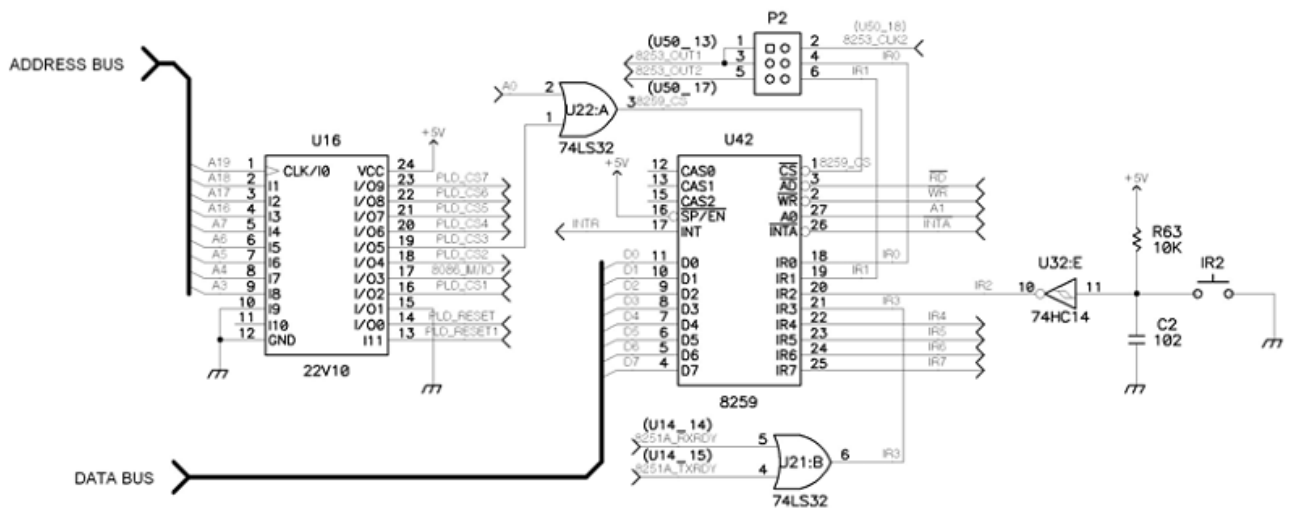 P2
(U50_18)
(U50_13) 1 2 8253_CLK2
8253_OUT1 3 4 IR0
8253_OUT2 5 6 IR1
(U50_17)
ADDRESS BUS
A0 2
U22:A 3 8259_CS
1
74LS32
U16
+5V
A19 1 CLK/I0 VCC 24
A18 2 I1 I/O9 23 PLD_CS7
A17 3 I2 I/O8 22 PLD_CS6
A16 4 I3 I/O7 21 PLD_CS5
A7 5 I4 I/O6 20 PLD_CS4
A6 6 I5 I/O5 19 PLD_CS3
A5 7 I6 I/O4 18 PLD_CS2
A4 8 I7 I/O3 17 8086_M/IO
A3 9 I8 I/O2 16 PLD_CS1
10 I9 I/O1 15
11 I10 I/O0 14 PLD_RESET
12 GND I11 13 PLD_RESET1
22V10
U42
+5V
12 CAS0 CS 1 8259_CS
13 CAS1 AD 3 RD
15 CAS2 WR 2 WR
16 SP/EN A0 27 A1
INTR 17 INT INTA 26 INTA
D0 11 D0 IR0 18 IR0
D1 10 D1 IR1 19 IR1
D2 9 D2 IR2 20 IR2
D3 8 D3 IR3 21 IR3
D4 7 D4 IR4 22 IR4
D5 6 D5 IR5 23 IR5
D6 5 D6 IR6 24 IR6
D7 4 D7 IR7 25 IR7
8259
+5V
R63
10K
U32:E
10 11
74HC14
IR2
C2
102
(U14_14)
8251A_RXRDY 5
(U14_15)
8251A_TXRDY 4
U21:B 6 IR3
74LS32
DATA BUS